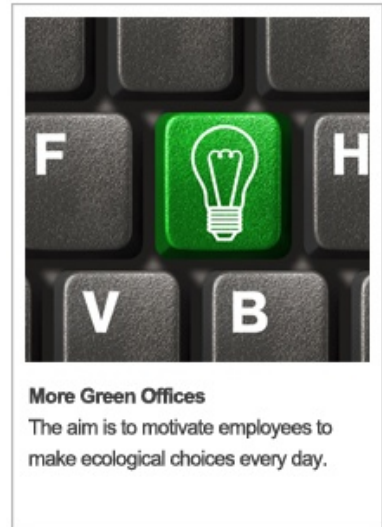 F H
V B
More Green Offices
The aim is to motivate employees to
make ecological choices every day.